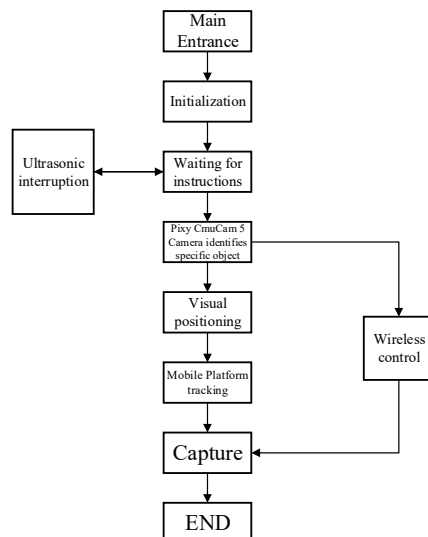 Main
Entrance
Initialization
Ultrasonic
interruption
Waiting for
instructions
Pixy CmuCam 5
Camera identifies
specific object
Visual
positioning
Wireless
control
Mobile Platform
tracking
Capture
END